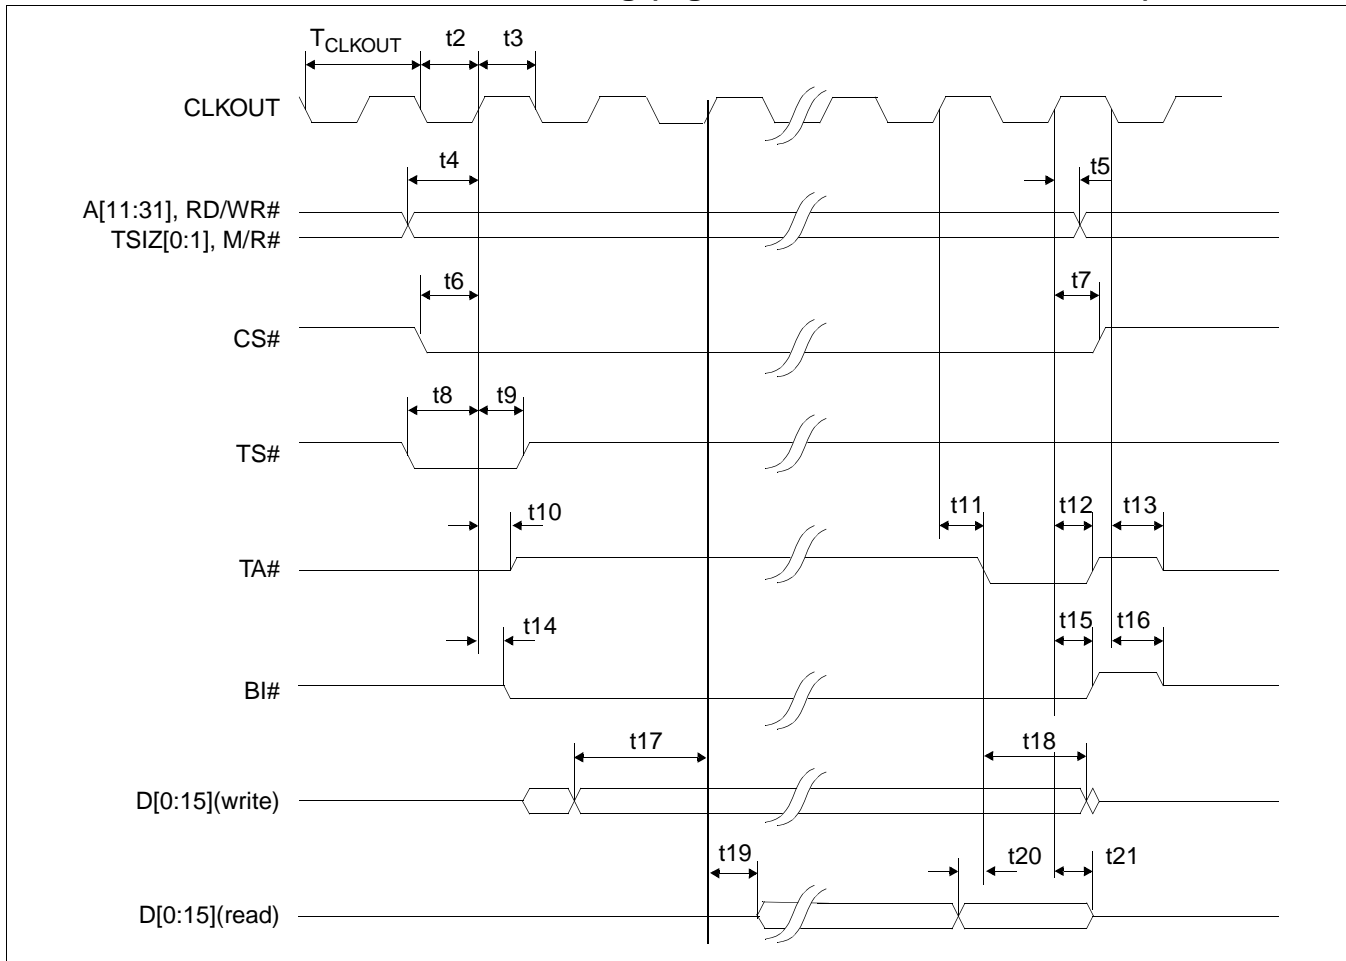 TCLKOUT t2 t3
CLKOUT
t4 t5
A[11:31], RD/WR#
TSIZ[0:1], M/R#
t6 t7
CS#
t8 t9
TS#
t10 t11 t12 t13
TA#
t14 t15 t16
BI#
t17 t18
D[0:15](write)
t19 t20 t21
D[0:15](read)